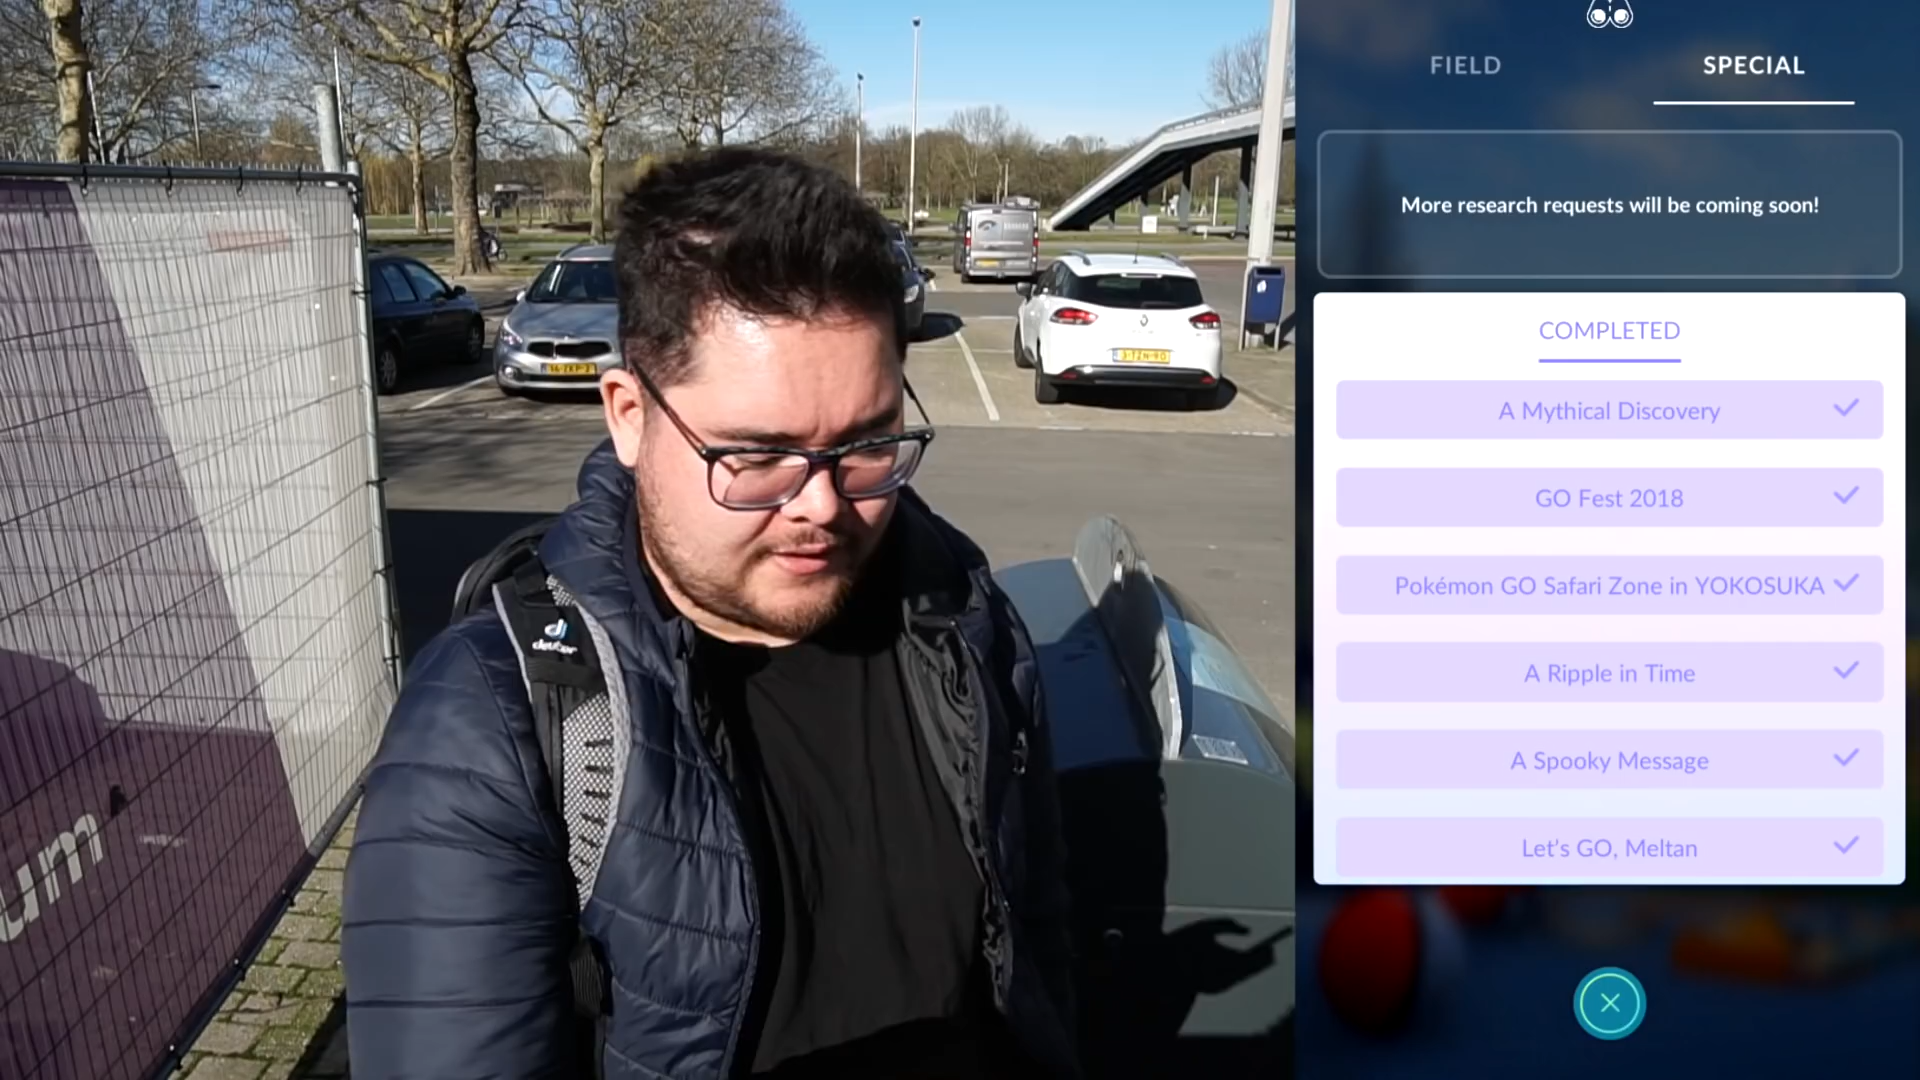 FIELD
SPECIAL
More research requests will be coming soon!
COMPLETED
A Mythical Discovery
GO Fest 2018
Pokémon GO Safari Zone in YOKOSUKA
A Ripple in Time
A Spooky Message
Let's GO, Meltan
deuter
um